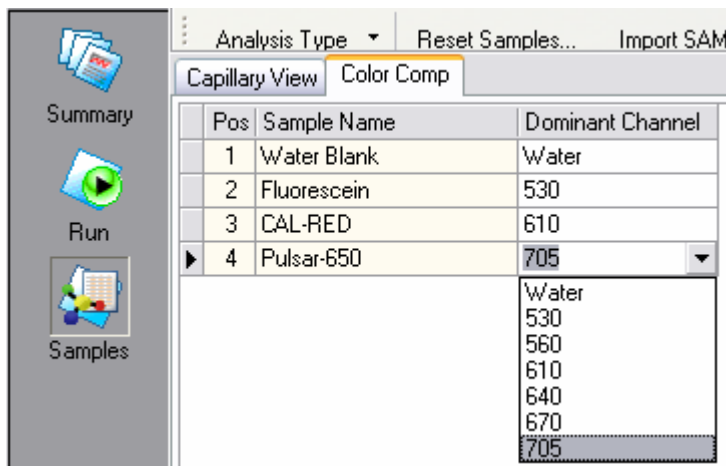 Analysis Type Reset Samples... Import SAM
Capillary View Color Comp
Summary
Run
Samples
Pos Sample Name Dominant Channel
1 Water Blank Water
2 Fluorescein 530
3 CAL-RED 610
4 Pulsar-650 705
Water
530
560
610
640
670
705